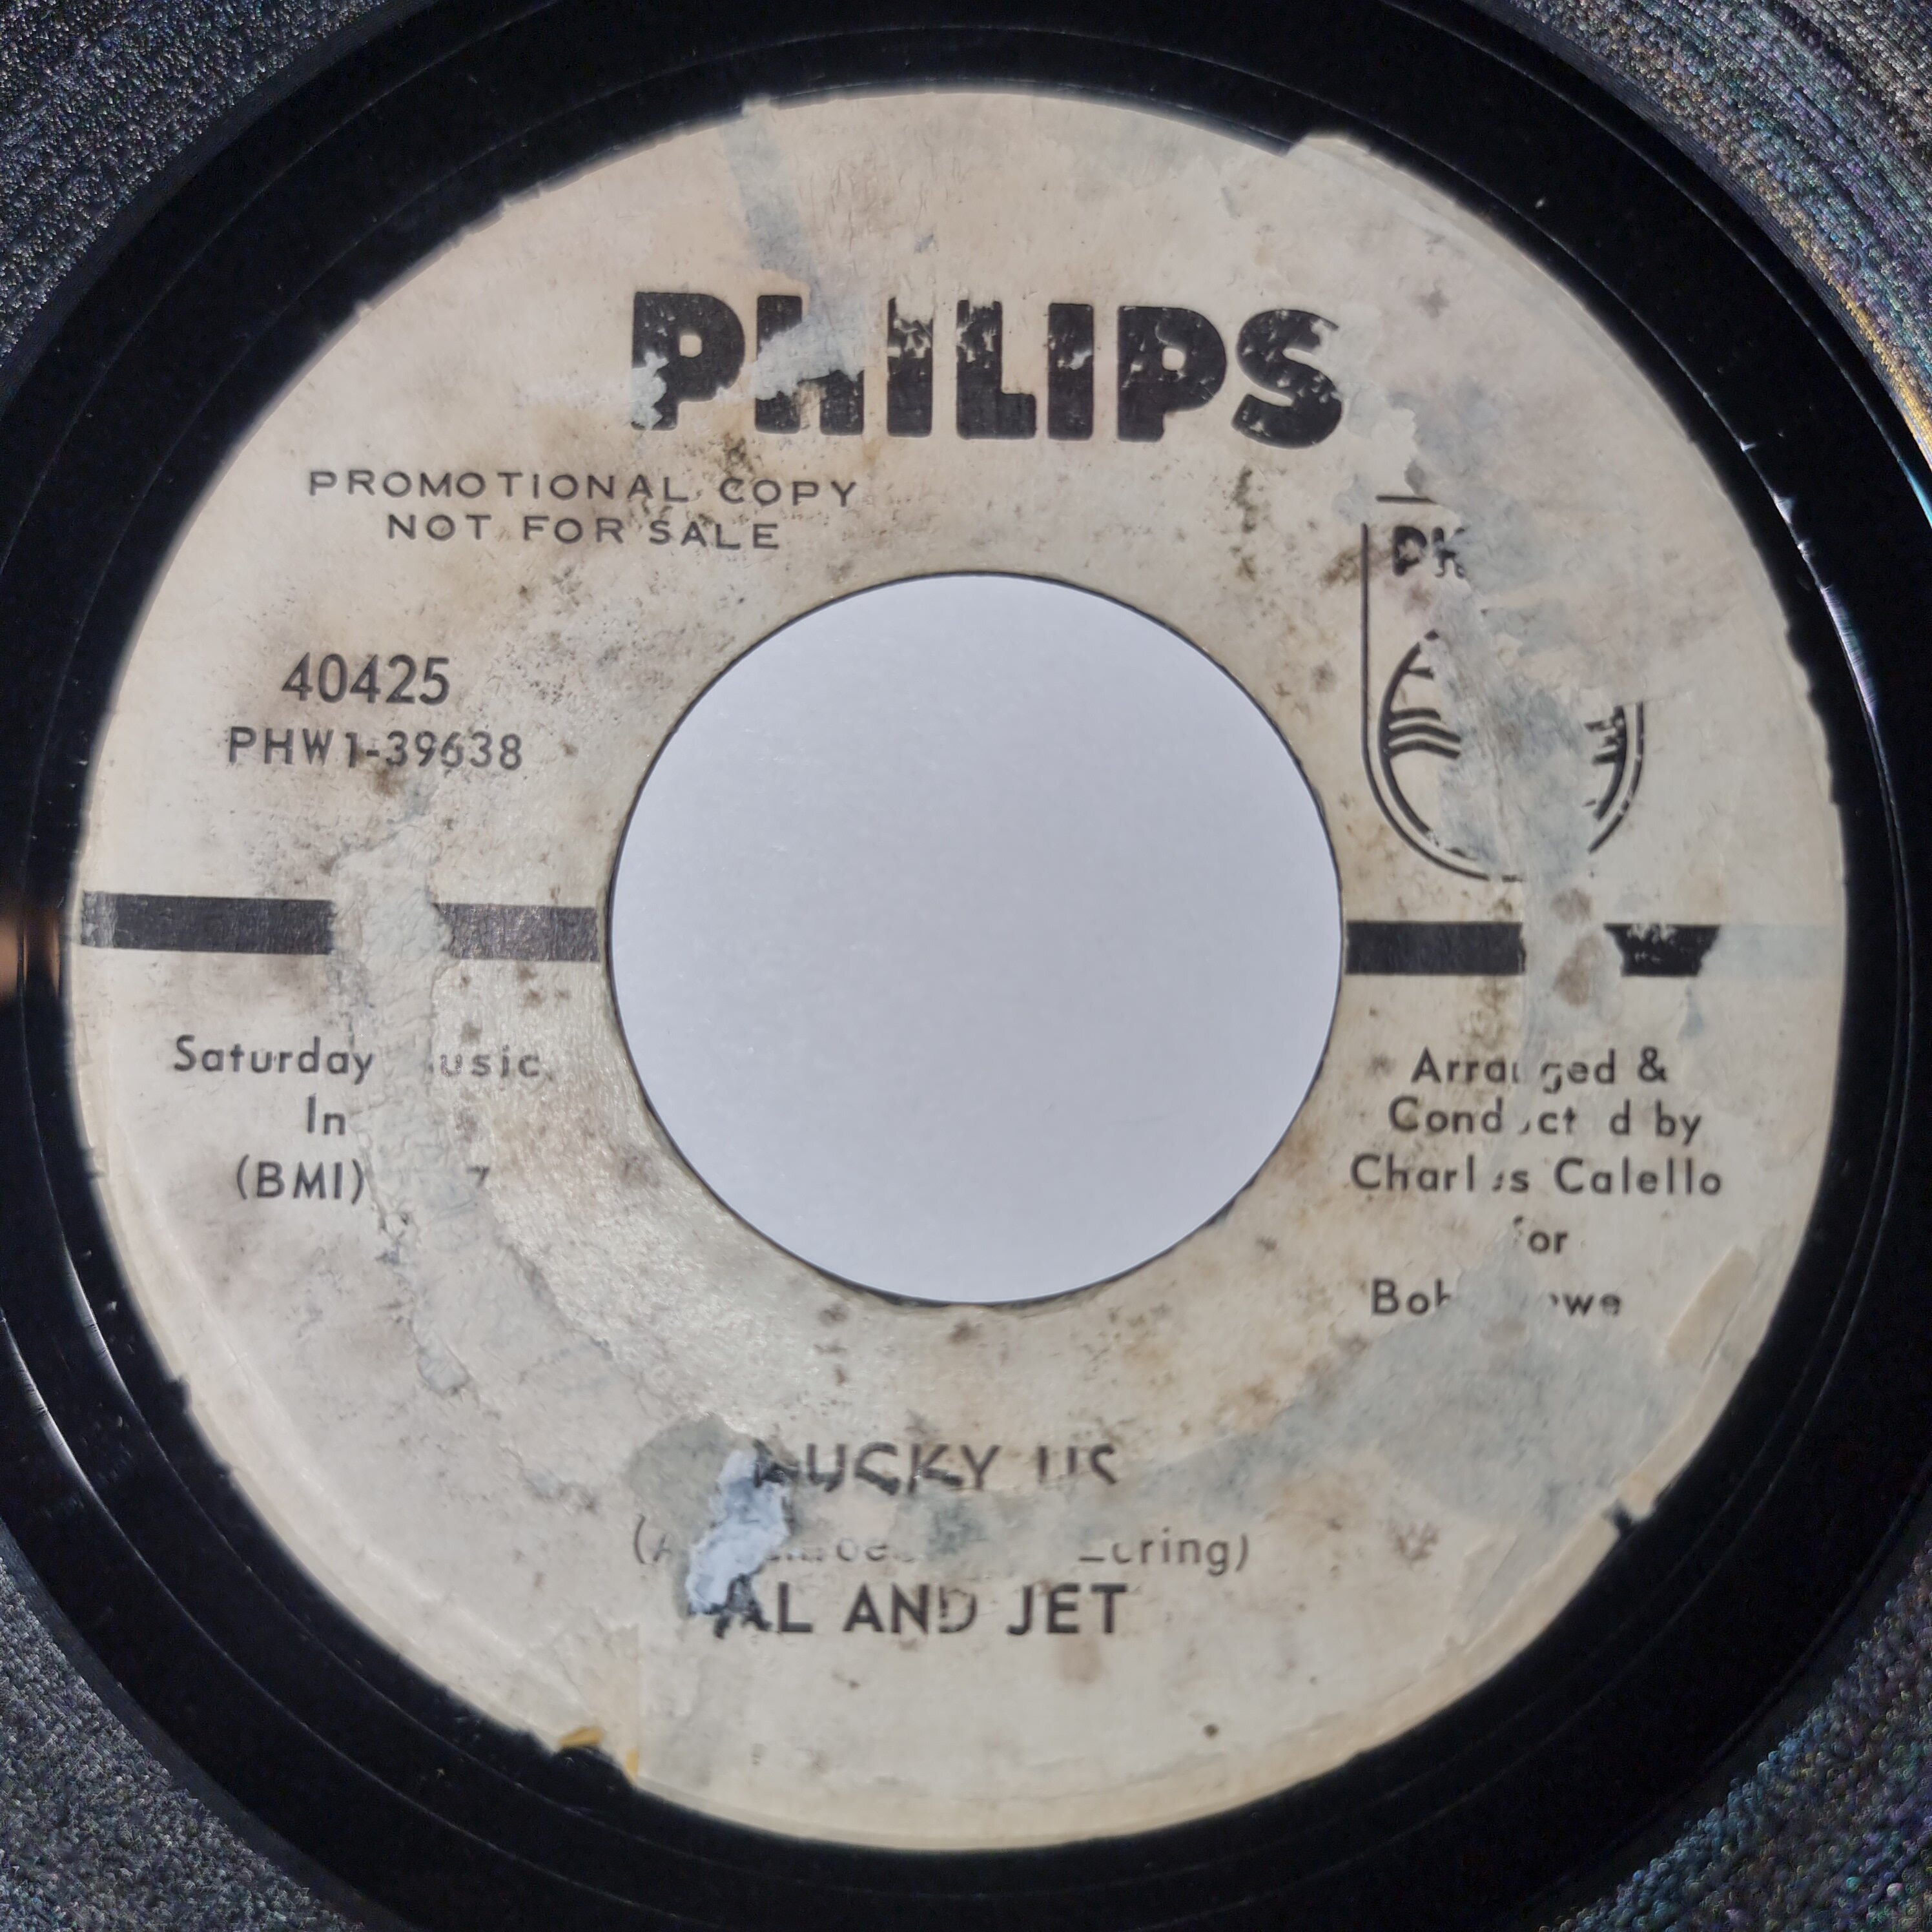 PHILIPS
PROMOTIONAL COPY
NOT FOR SALE
40425
PHW1-39638
Saturday
(BMI)
Arranged &
Conducted by
Charles Calello
for
LUCKY US
AL AND JET